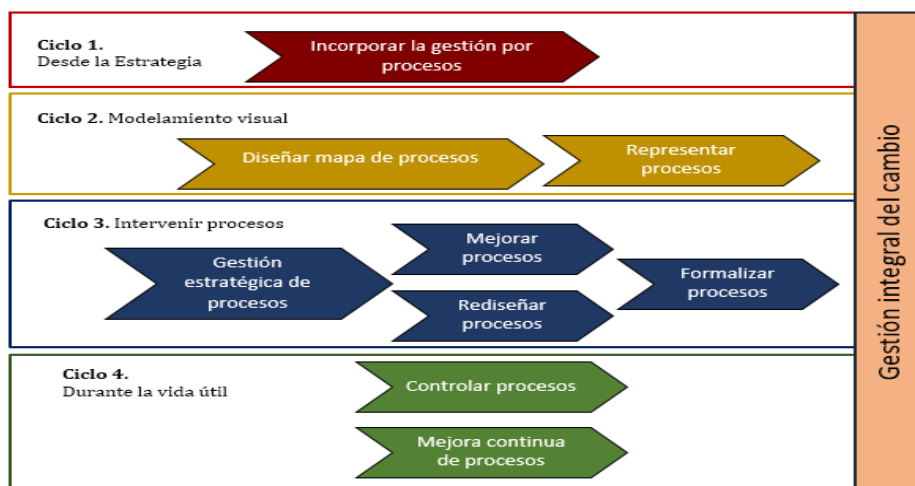 Ciclo 1.
Desde la Estrategia
Incorporar la gestión por
procesos
Ciclo 2. Modelamiento visual
Diseñar mapa de procesos
Representar
procesos
Ciclo 3. Intervenir procesos
Gestión
estratégica de
procesos
Mejorar
procesos
Rediseñar
procesos
Formalizar
procesos
Ciclo 4.
Durante la vida útil
Controlar procesos
Mejora continua
de procesos
Gestión integral del cambio